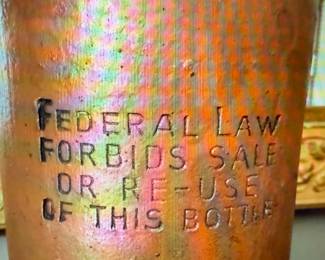 FEDERAL LAW
FORBIDS SALE
OR RE-USE
OF THIS BOTTLE